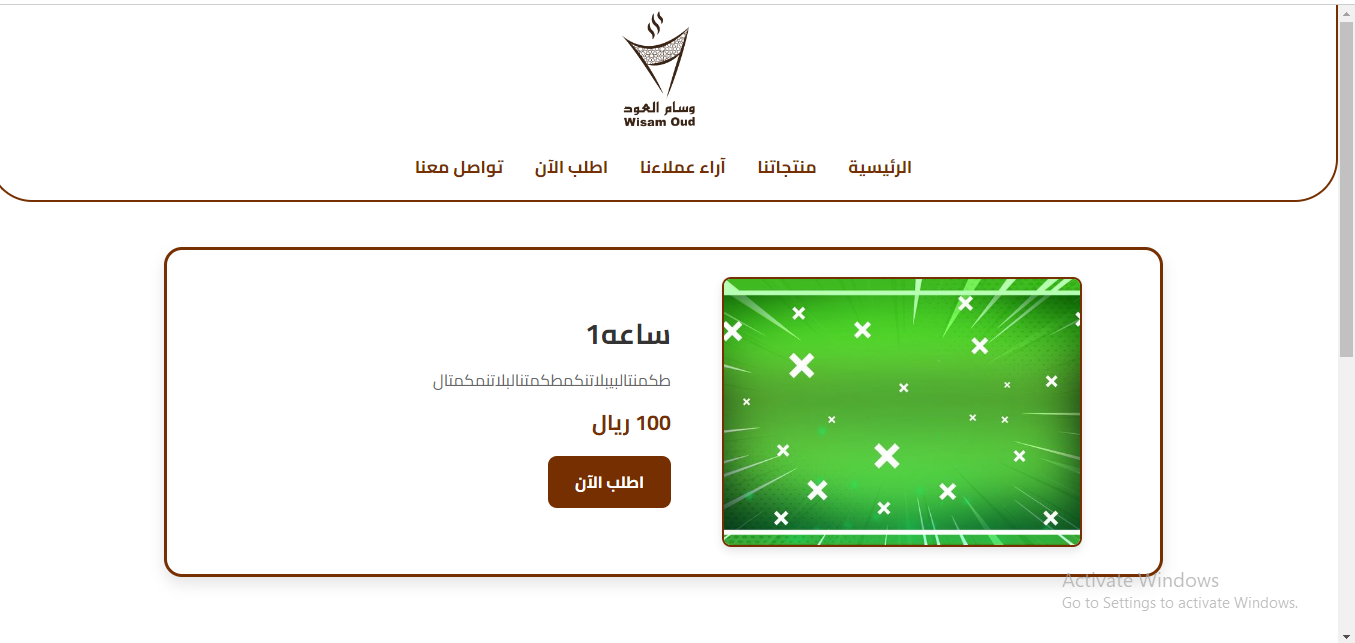 وسام العود
Wisam Oud
الرئيسية منتجاتنا آراء عملاءنا اطلب الآن تواصل معنا
ساعه1
طكمنتالبيبلاتنكمطكمتنالبلاتنمكمتال
100 ريال
اطلب الآن
Activate Windows
Go to Settings to activate Windows.